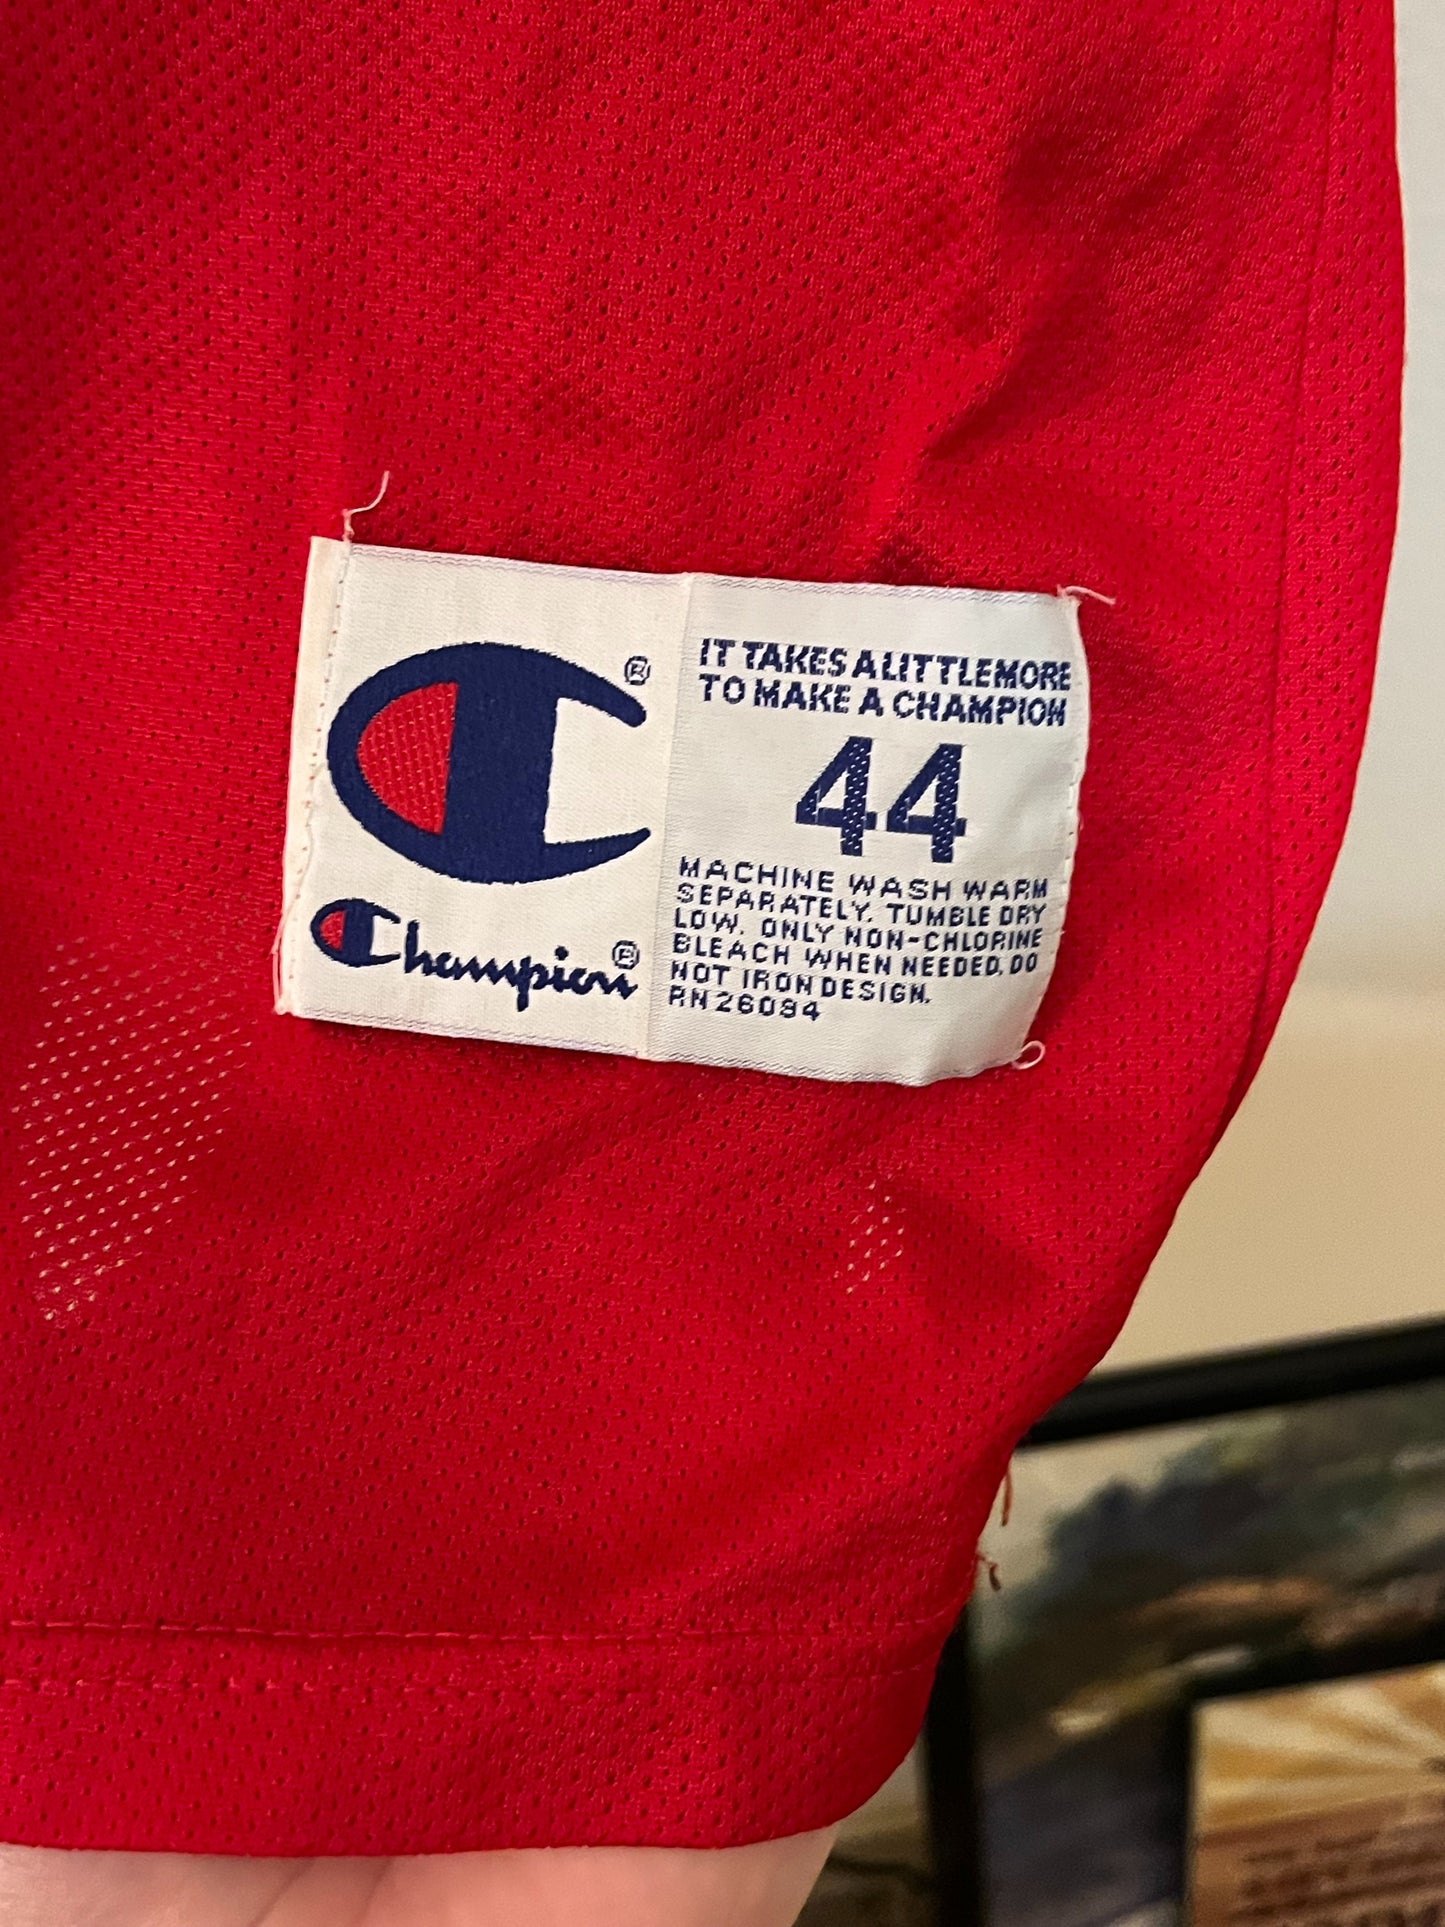 Champion
IT TAKES A LITTLE MORE
TO MAKE A CHAMPION
44
MACHINE WASH WARM
SEPARATELY. TUMBLE DRY
LOW. ONLY NON-CHLORINE
BLEACH WHEN NEEDED. DO
NOT IRON DESIGN.
RN 26094